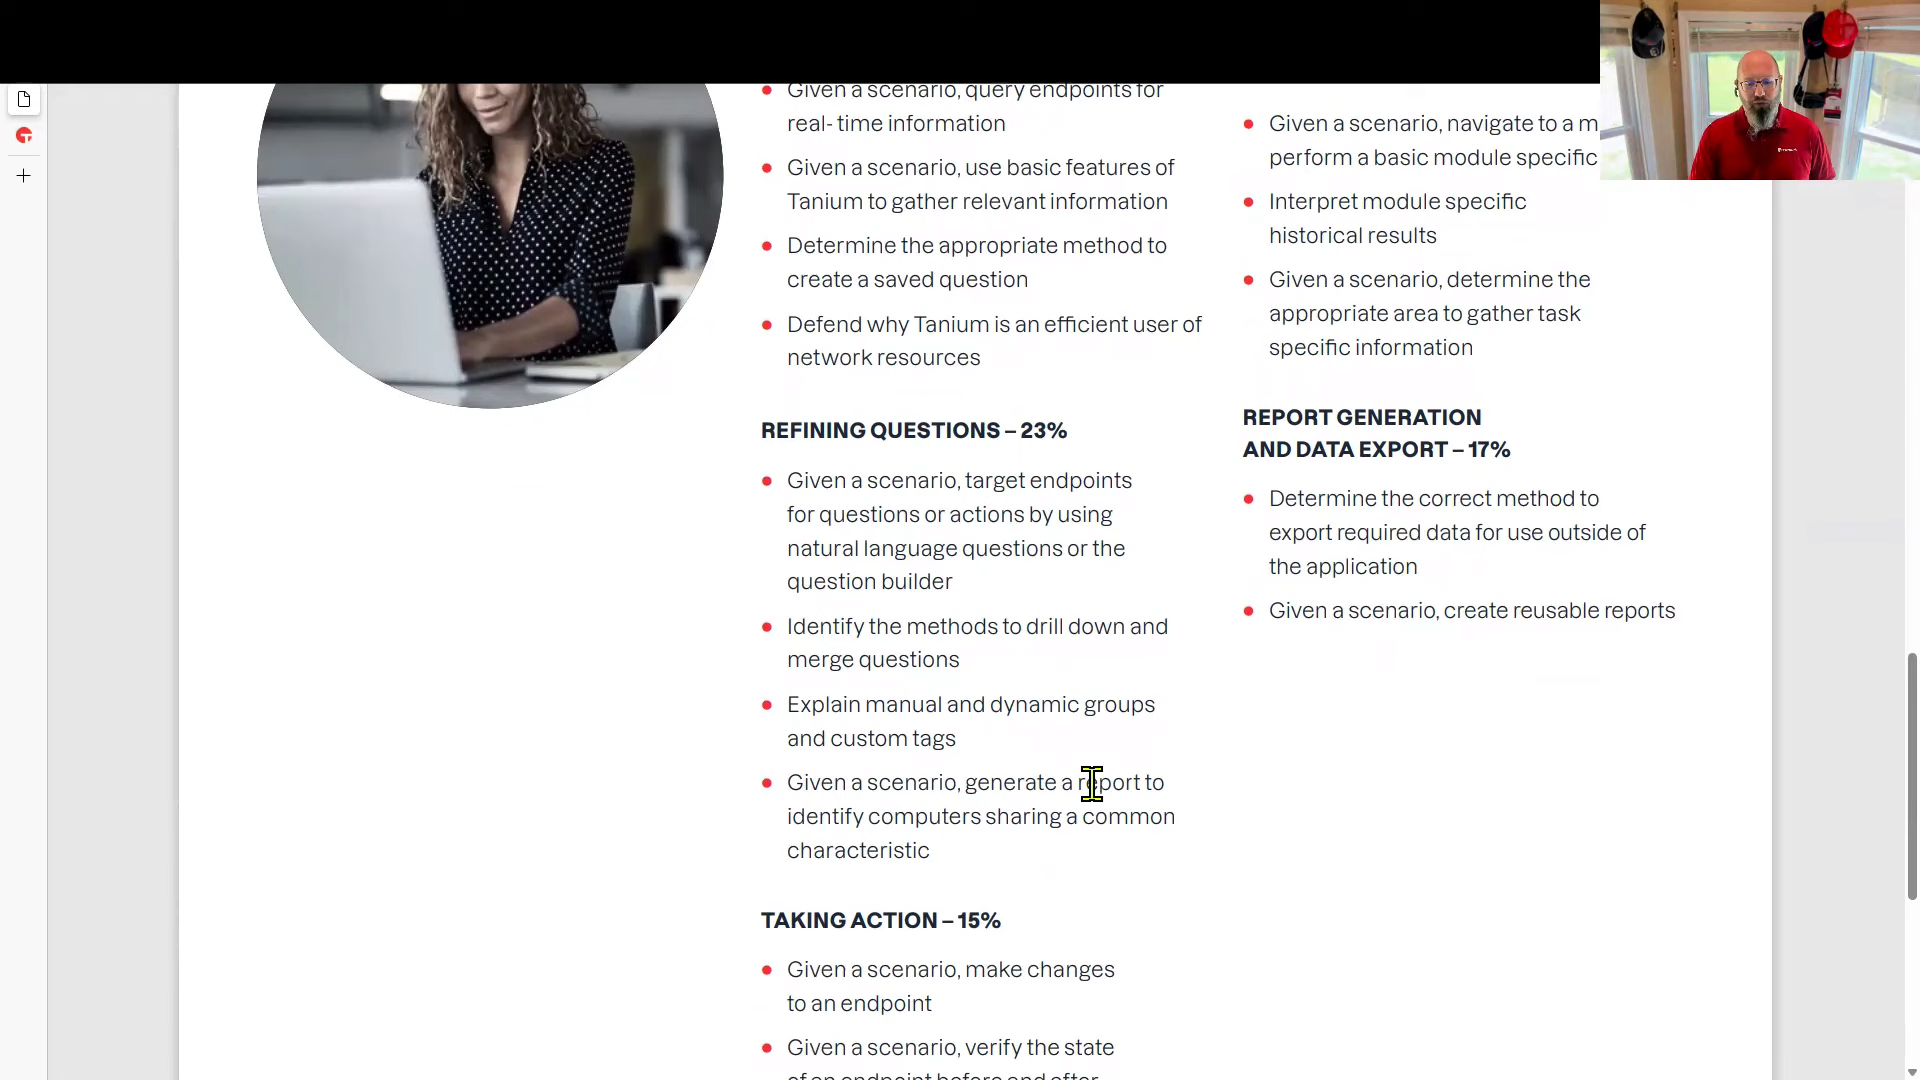 Given a scenario, query endpoints for
real- time information
Given a scenario, use basic features of
Tanium to gather relevant information
Determine the appropriate method to
create a saved question
Defend why Tanium is an efficient user of
network resources
REFINING QUESTIONS – 23%
Given a scenario, target endpoints
for questions or actions by using
natural language questions or the
question builder
Identify the methods to drill down and
merge questions
Explain manual and dynamic groups
and custom tags
Given a scenario, generate a report to
identify computers sharing a common
characteristic
TAKING ACTION – 15%
Given a scenario, make changes
to an endpoint
Given a scenario, verify the state
of an endpoint before and after
Given a scenario, navigate to a m
perform a basic module specific
Interpret module specific
historical results
Given a scenario, determine the
appropriate area to gather task
specific information
REPORT GENERATION
AND DATA EXPORT – 17%
Determine the correct method to
export required data for use outside of
the application
Given a scenario, create reusable reports